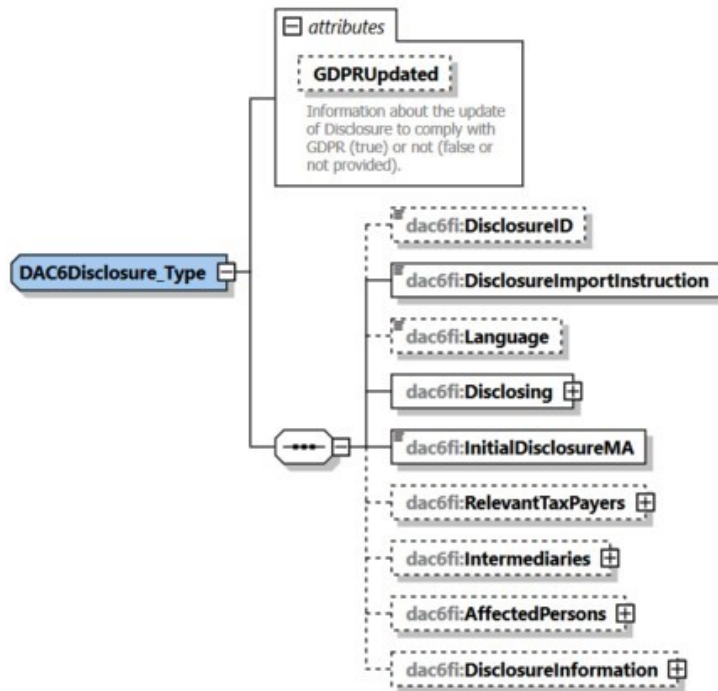 attributes
GDPRUpdated
Information about the update
of Disclosure to comply with
GDPR (true) or not (false or
not provided).
DAC6Disclosure_Type
dac6fi:DisclosureID
dac6fi:DisclosureImportInstruction
dac6fi:Language
dac6fi:Disclosing
dac6fi:InitialDisclosureMA
dac6fi:RelevantTaxPayers
dac6fi:Intermediaries
dac6fi:AffectedPersons
dac6fi:DisclosureInformation